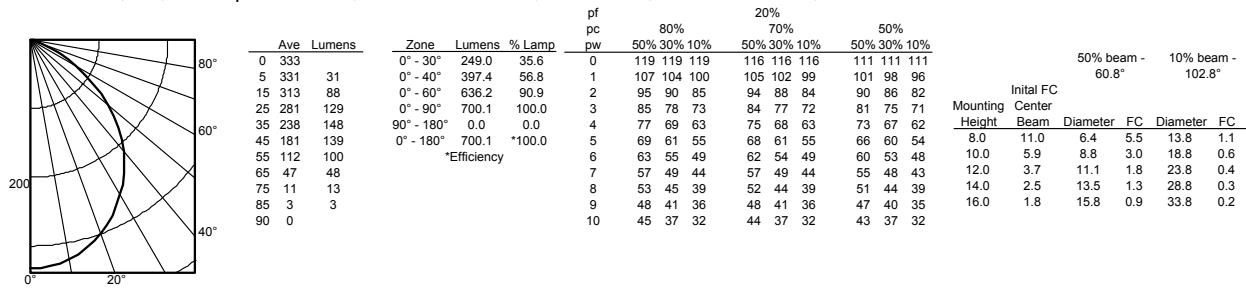 80°
60°
200
40°
0° 20°
Ave Lumens
0 333
5 331 31
15 313 88
25 281 129
35 238 148
45 181 139
55 112 100
65 47 48
75 11 13
85 3 3
90 0
Zone Lumens % Lamp
0° - 30° 249.0 35.6
0° - 40° 397.4 56.8
0° - 60° 636.2 90.9
0° - 90° 700.1 100.0
90° - 180° 0.0 0.0
0° - 180° 700.1 *100.0
*Efficiency
pf 20%
pc 80% 70% 50%
pw 50% 30% 10% 50% 30% 10% 50% 30% 10%
0 119 119 119 116 116 116 111 111 111
1 107 104 100 105 102 99 101 98 96
2 95 90 85 94 88 84 90 86 82
3 85 78 73 84 77 72 81 75 71
4 77 69 63 75 68 63 73 67 62
5 69 61 55 68 61 55 66 60 54
6 63 55 49 62 54 49 60 53 48
7 57 49 44 57 49 44 55 48 43
8 53 45 39 52 44 39 51 44 39
9 48 41 36 48 41 36 47 40 35
10 45 37 32 44 37 32 43 37 32
50% beam - 10% beam -
60.8° 102.8°
Inital FC
Mounting Center
Height Beam Diameter FC Diameter FC
8.0 11.0 6.4 5.5 13.8 1.1
10.0 5.9 8.8 3.0 18.8 0.6
12.0 3.7 11.1 1.8 23.8 0.4
14.0 2.5 13.5 1.3 28.8 0.3
16.0 1.8 15.8 0.9 33.8 0.2